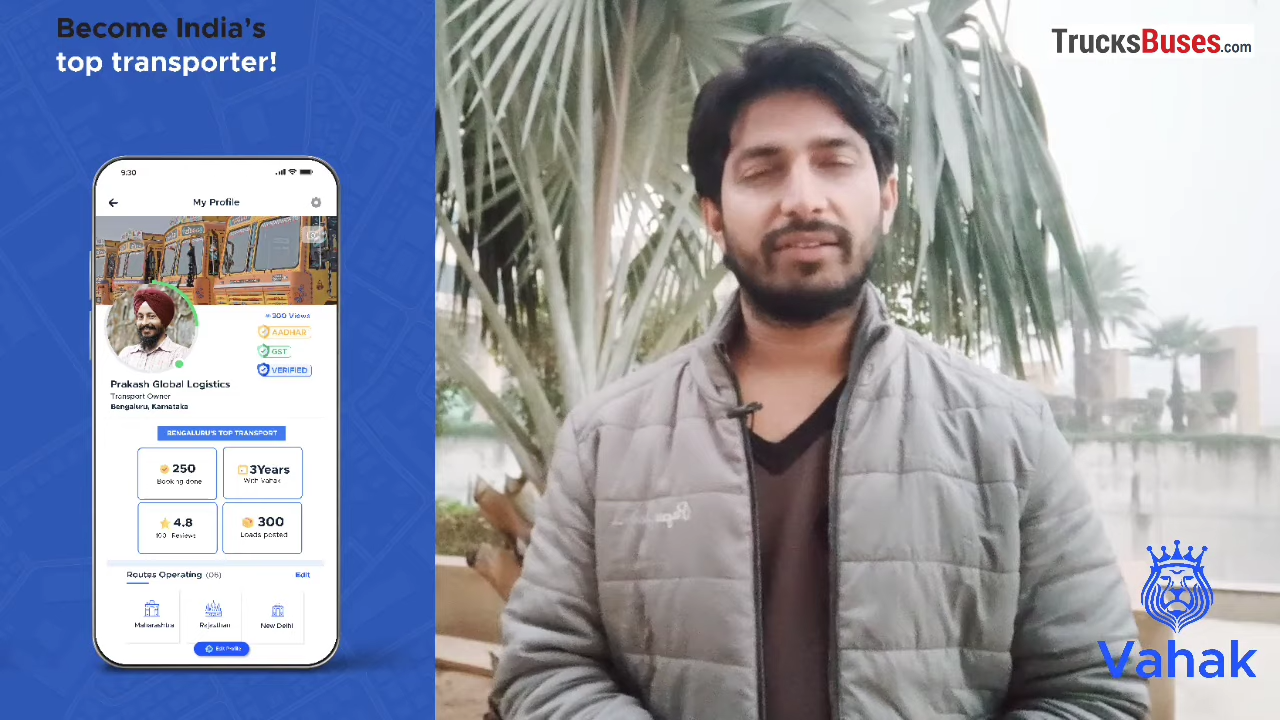 Become India's
top transporter!
TrucksBuses.com
9:30
My Profile
300 Views
AADHAR
GST
VERIFIED
Prakash Global Logistics
Transport Owner
Bengaluru, Karnataka
BENGALURU'S TOP TRANSPORT
250
Booking done
3Years
With Vahak
4.8
100 Reviews
300
Loads posted
Routes Operating (06)
Edit
Maharashtra
Rajasthan
New Delhi
Edit Profile
Vahak